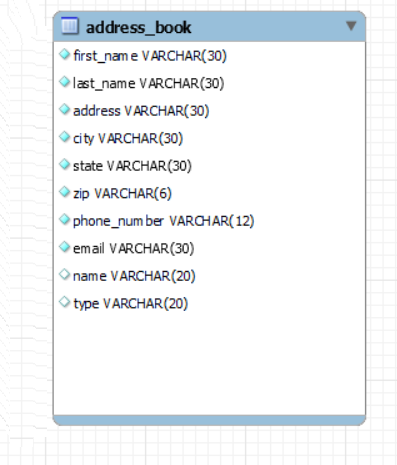 address_book
first_name VARCHAR(30)
last_name VARCHAR(30)
address VARCHAR(30)
city VARCHAR(30)
state VARCHAR(30)
zip VARCHAR(6)
phone_number VARCHAR(12)
email VARCHAR(30)
name VARCHAR(20)
type VARCHAR(20)